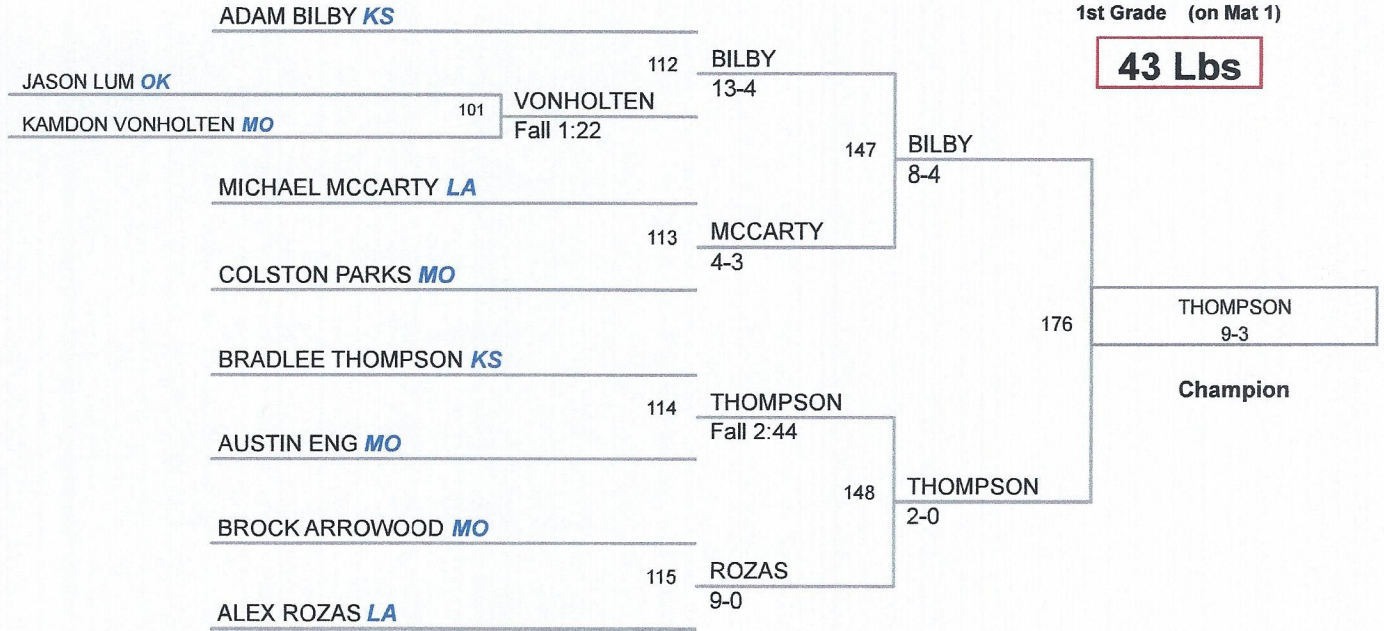 ADAM BILBY KS
1st Grade (on Mat 1)
43 Lbs
112
BILBY
13-4
JASON LUM OK
101
VONHOLTEN
Fall 1:22
KAMDON VONHOLTEN MO
147
BILBY
8-4
MICHAEL MCCARTY LA
113
MCCARTY
4-3
COLSTON PARKS MO
176
THOMPSON
9-3
Champion
BRADLEE THOMPSON KS
114
THOMPSON
Fall 2:44
AUSTIN ENG MO
148
THOMPSON
2-0
BROCK ARROWOOD MO
115
ROZAS
9-0
ALEX ROZAS LA